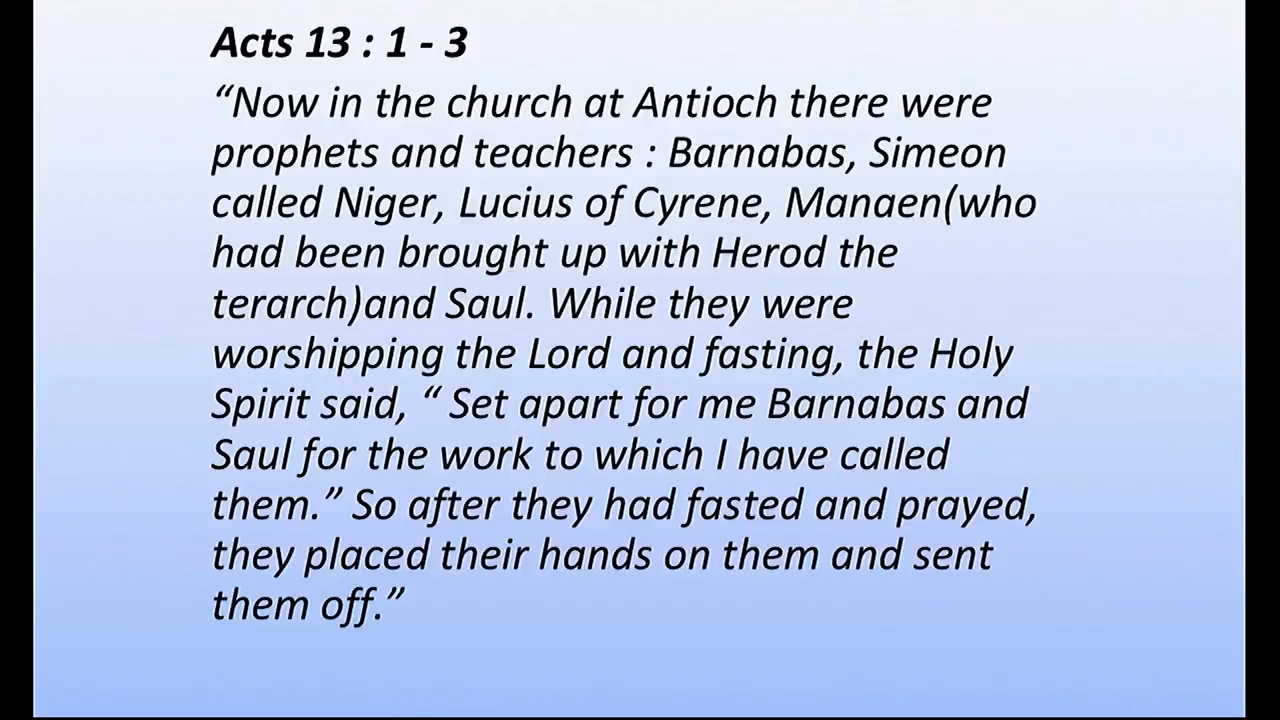 Acts 13 : 1 - 3
“Now in the church at Antioch there were
prophets and teachers : Barnabas, Simeon
called Niger, Lucius of Cyrene, Manaen(who
had been brought up with Herod the
terarch)and Saul. While they were
worshipping the Lord and fasting, the Holy
Spirit said, “ Set apart for me Barnabas and
Saul for the work to which I have called
them.” So after they had fasted and prayed,
they placed their hands on them and sent
them off.”